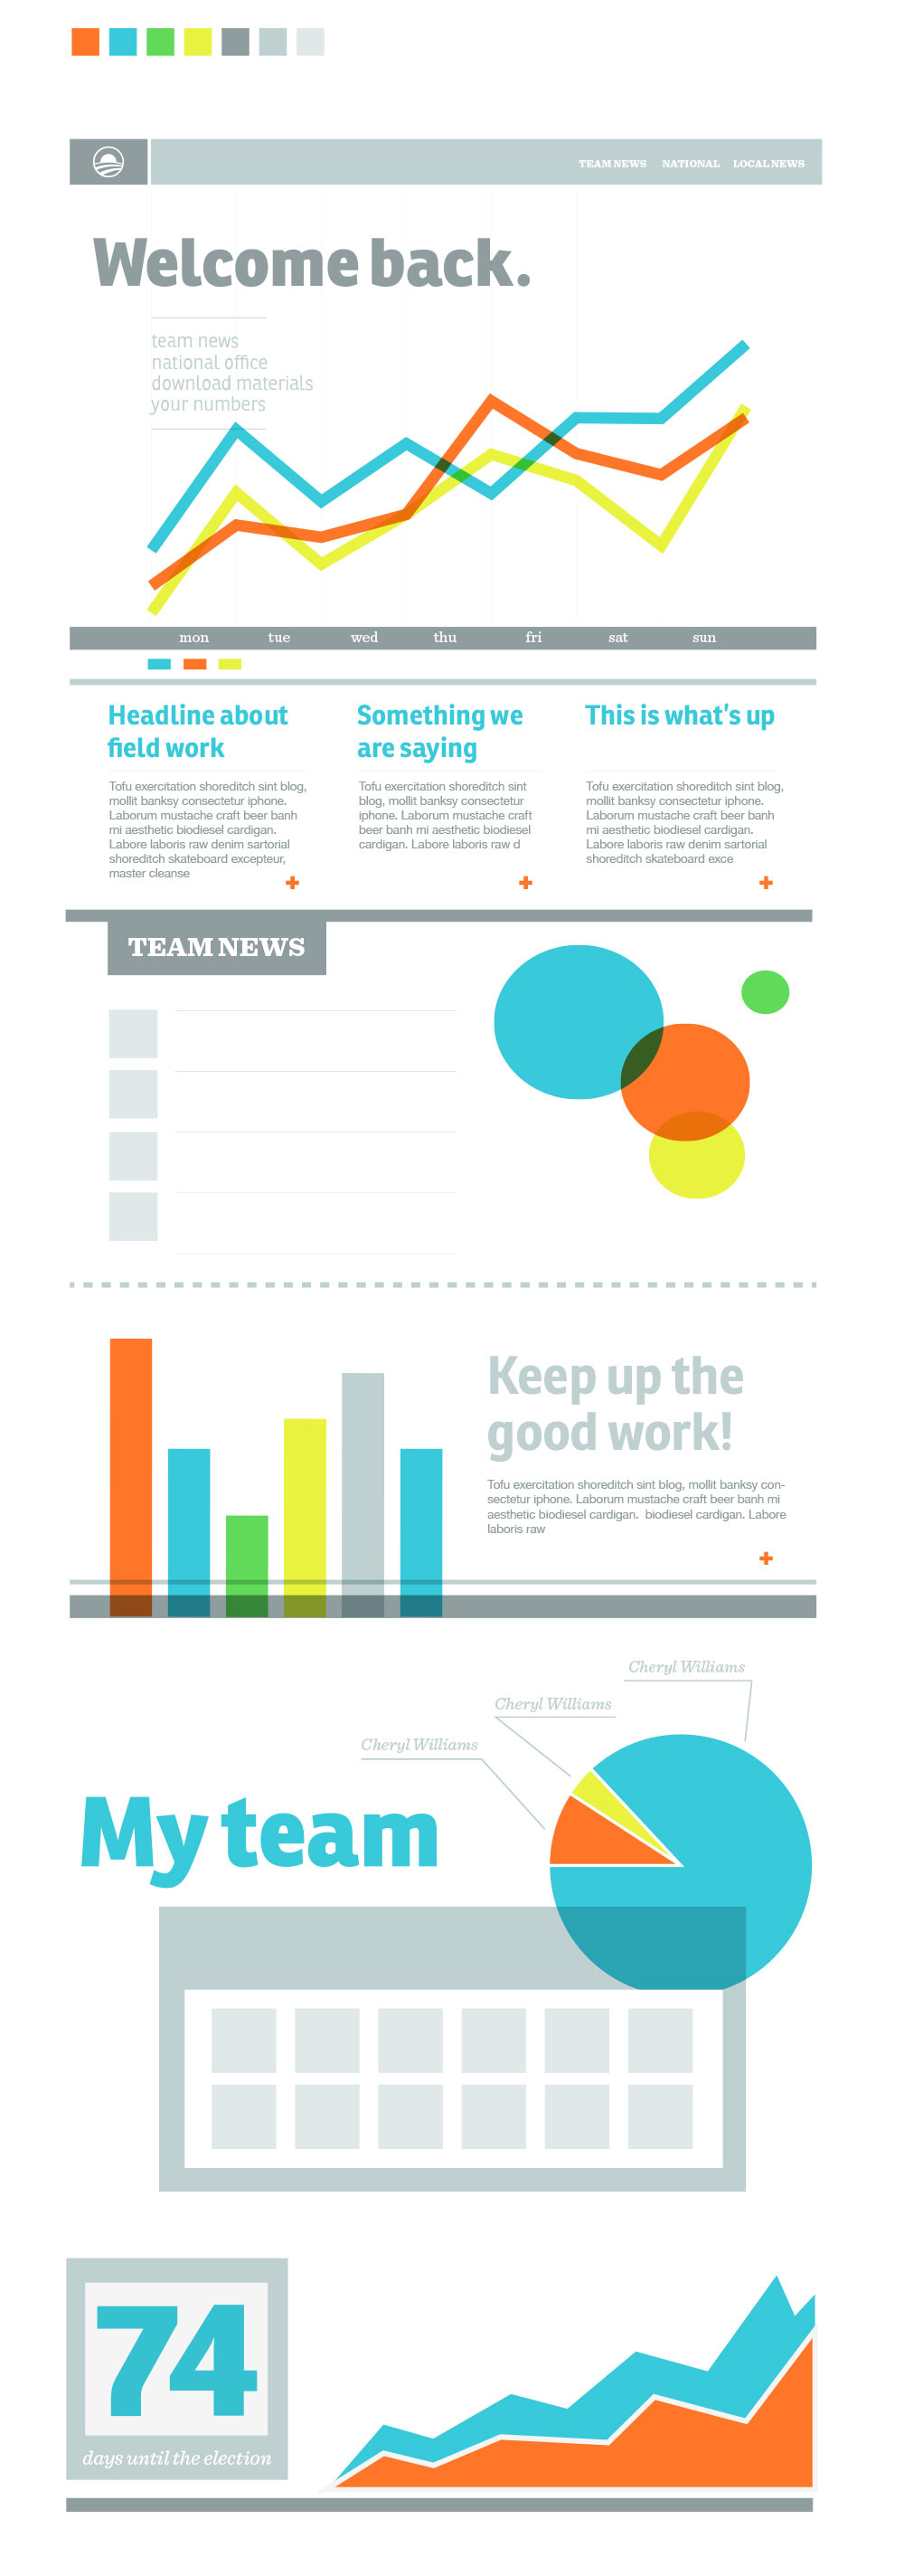 TEAM NEWS NATIONAL LOCAL NEWS
Welcome back.
team news
national office
download materials
your numbers
mon tue wed thu fri sat sun
Headline about
field work
Tofu exercitation shoreditch sint blog,
mollit banksy consectetur iphone.
Laborum mustache craft beer banh
mi aesthetic biodiesel cardigan.
Labore laboris raw denim sartorial
shoreditch skateboard excepteur,
master cleanse
Something we
are saying
Tofu exercitation shoreditch sint
blog, mollit banksy consectetur
iphone. Laborum mustache craft
beer banh mi aesthetic biodiesel
cardigan. Labore laboris raw d
This is what's up
Tofu exercitation shoreditch sint blog,
mollit banksy consectetur iphone.
Laborum mustache craft beer banh
mi aesthetic biodiesel cardigan.
Labore laboris raw denim sartorial
shoreditch skateboard exce
TEAM NEWS
Keep up the
good work!
Tofu exercitation shoreditch sint blog, mollit banksy con-
sectetur iphone. Laborum mustache craft beer banh mi
aesthetic biodiesel cardigan. biodiesel cardigan. Labore
laboris raw
Cheryl Williams
Cheryl Williams
Cheryl Williams
My team
74
days until the election